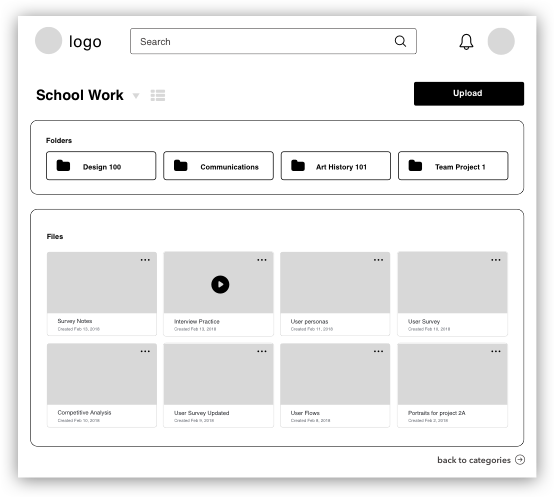 logo
Search
School Work
Upload
Folders
Design 100
Communications
Art History 101
Team Project 1
Files
Survey Notes
Created Feb 13, 2018
Interview Practice
Created Feb 12, 2018
User personas
Created Feb 11, 2018
User Survey
Created Feb 10, 2018
Competitive Analysis
Created Feb 10, 2018
User Survey Updated
Created Feb 9, 2018
User Flows
Created Feb 8, 2018
Portraits for project 2A
Created Feb 2, 2018
back to categories